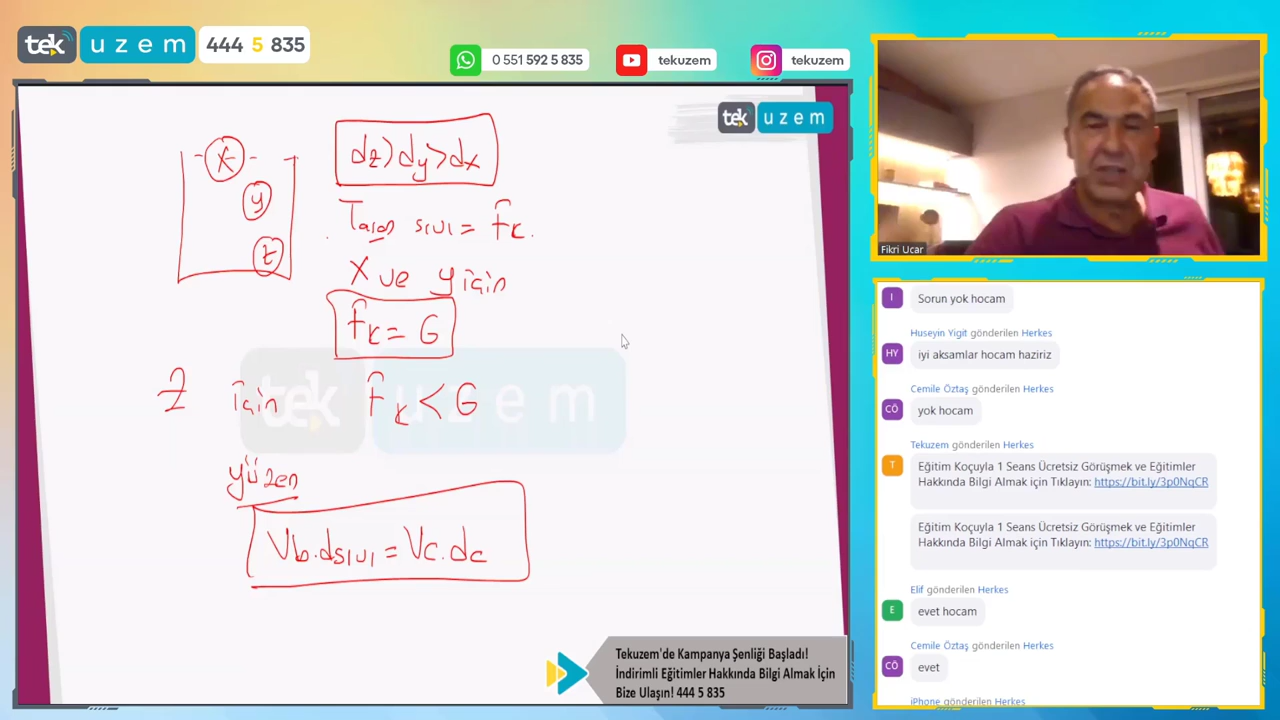 tek uzem 444 5 835
0 551 592 5 835
tekuzem
tekuzem
tek uzem
x
y
z
dz>dy>dx
Taşan sıvı = Fk.
X ve y için
Fk = G
Z için Fk < G
tek uzem
yüzen
Vb.dsıvı = Vc.dc
Tekuzem'de Kampanya Şenliği Başladı!
İndirimli Eğitimler Hakkında Bilgi Almak İçin
Bize Ulaşın! 444 5 835
Fikri Ucar
I
Sorun yok hocam
Huseyin Yigit gönderilen Herkes
HY
iyi aksamlar hocam haziriz
Cemile Öztaş gönderilen Herkes
CÖ
yok hocam
Tekuzem gönderilen Herkes
T
Eğitim Koçuyla 1 Seans Ücretsiz Görüşmek ve Eğitimler
Hakkında Bilgi Almak için Tıklayın: https://bit.ly/3p0NqCR
Eğitim Koçuyla 1 Seans Ücretsiz Görüşmek ve Eğitimler
Hakkında Bilgi Almak için Tıklayın: https://bit.ly/3p0NqCR
Elif gönderilen Herkes
E
evet hocam
Cemile Öztaş gönderilen Herkes
CÖ
evet
iPhone gönderilen Herkes